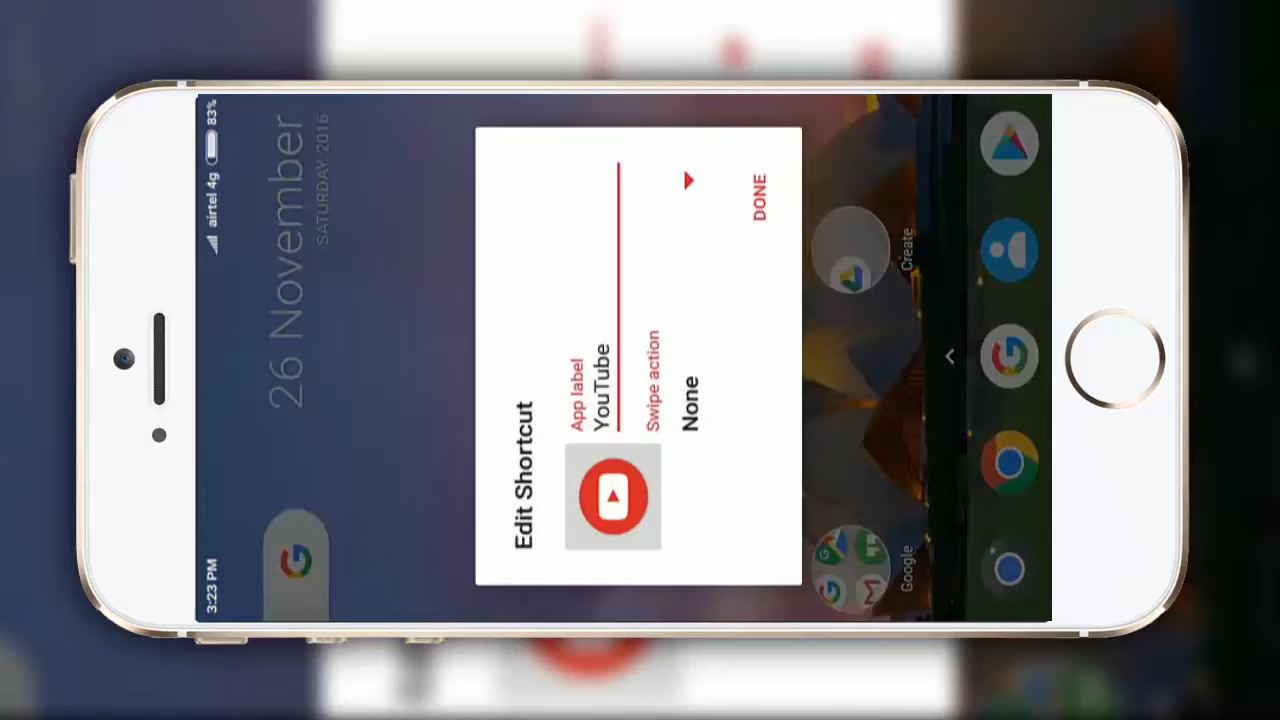 3:23 PM
airtel 4g
83%
26 November
SATURDAY, 2016
Edit Shortcut
App label
YouTube
Swipe action
None
DONE
Google
Create